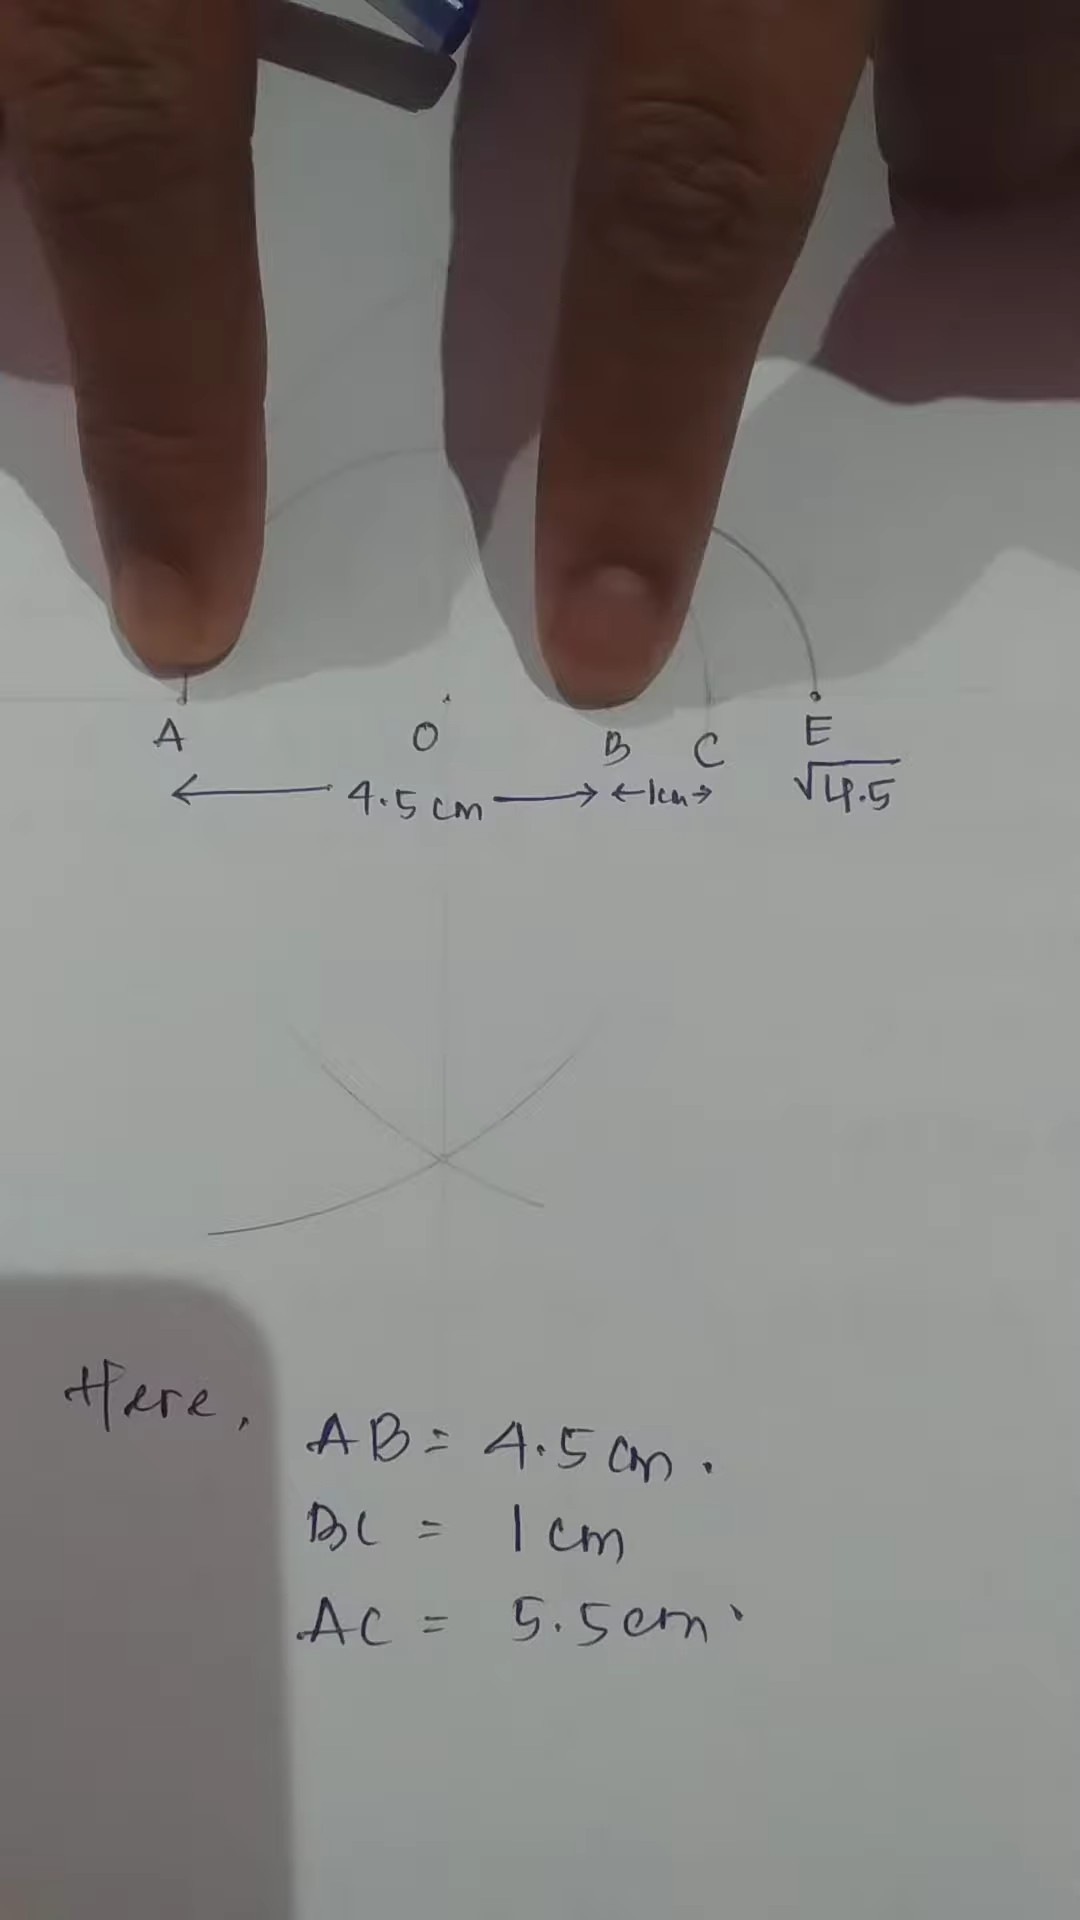 A O B C E
← 4.5 cm → ←1cm→ √4.5
Here,
AB = 4.5 cm.
BC = 1 cm
AC = 5.5 cm